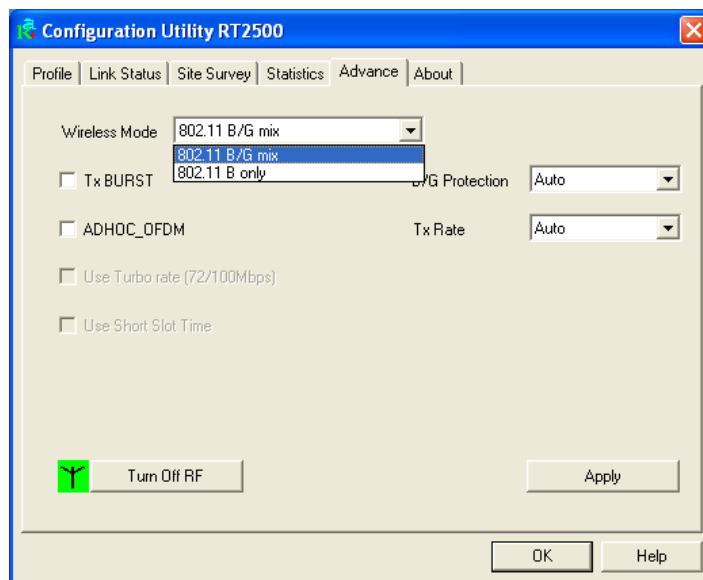 Configuration Utility RT2500
Profile Link Status Site Survey Statistics Advance About
Wireless Mode 802.11 B/G mix
802.11 B/G mix
802.11 B only
Tx BURST B/G Protection Auto
ADHOC_OFDM Tx Rate Auto
Use Turbo rate (72/100Mbps)
Use Short Slot Time
Turn Off RF Apply
OK Help